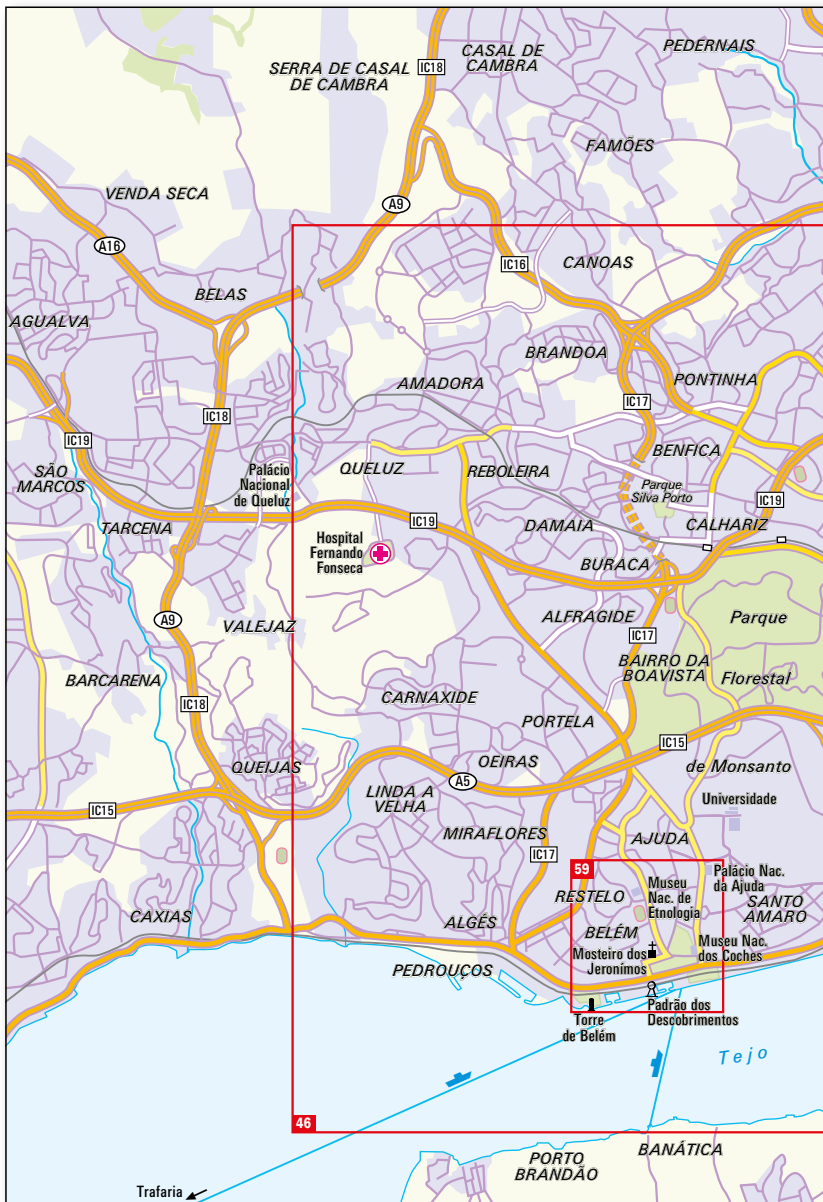 CASAL DE
CAMBRA
PEDERNAIS
SERRA DE CASAL
DE CAMBRA
IC18
FAMÕES
VENDA SECA
A9
A16
IC16
CANOAS
BELAS
AGUALVA
BRANDOA
AMADORA
PONTINHA
IC17
IC18
IC19
BENFICA
SÃO
MARCOS
Palácio
Nacional
de Queluz
QUELUZ
REBOLEIRA
Parque
Silva Porto
IC19
TARCENA
IC19
DAMAIA
CALHARIZ
Hospital
Fernando
Fonseca
BURACA
A9
VALEJAZ
ALFRAGIDE
Parque
IC17
BAIRRO DA
BOAVISTA
Florestal
BARCARENA
IC18
CARNAXIDE
PORTELA
IC15
QUEIJAS
OEIRAS
A5
de Monsanto
LINDA A
VELHA
IC15
Universidade
MIRAFLORES
AJUDA
IC17
59
Museu
Nac. de
Etnologia
Palácio Nac.
da Ajuda
RESTELO
SANTO
AMARO
CAXIAS
ALGÉS
BELÉM
Mosteiro dos
Jeronímos
Museu Nac.
dos Coches
PEDROUÇOS
Padrão dos
Descobrimentos
Torre
de Belém
Tejo
46
BANÁTICA
PORTO
BRANDÃO
Trafaria